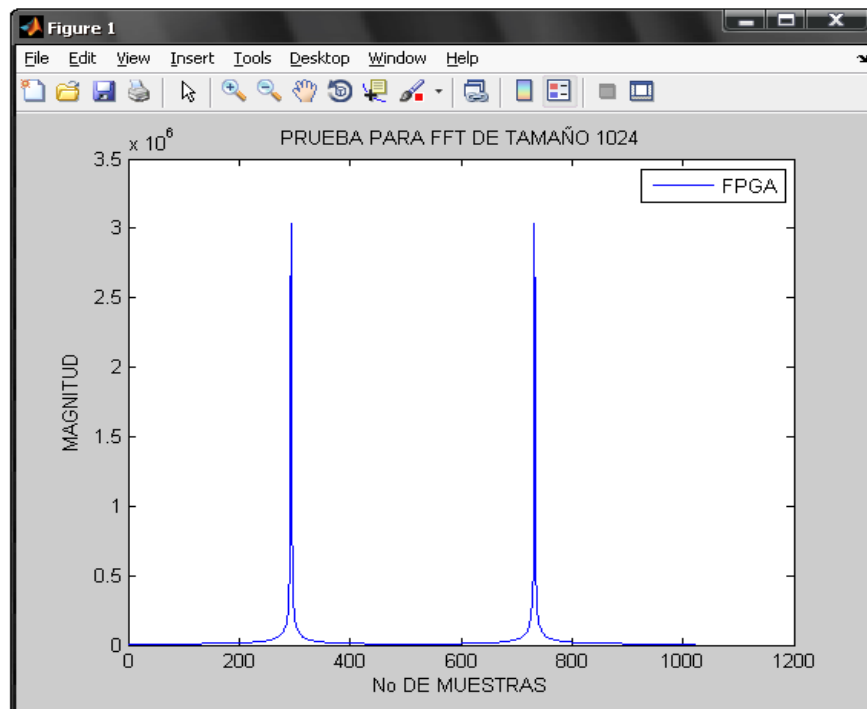 Figure 1
File Edit View Insert Tools Desktop Window Help
x 10^6
PRUEBA PARA FFT DE TAMAÑO 1024
FPGA
3.5
3
2.5
2
1.5
1
0.5
0
MAGNITUD
0 200 400 600 800 1000 1200
No DE MUESTRAS